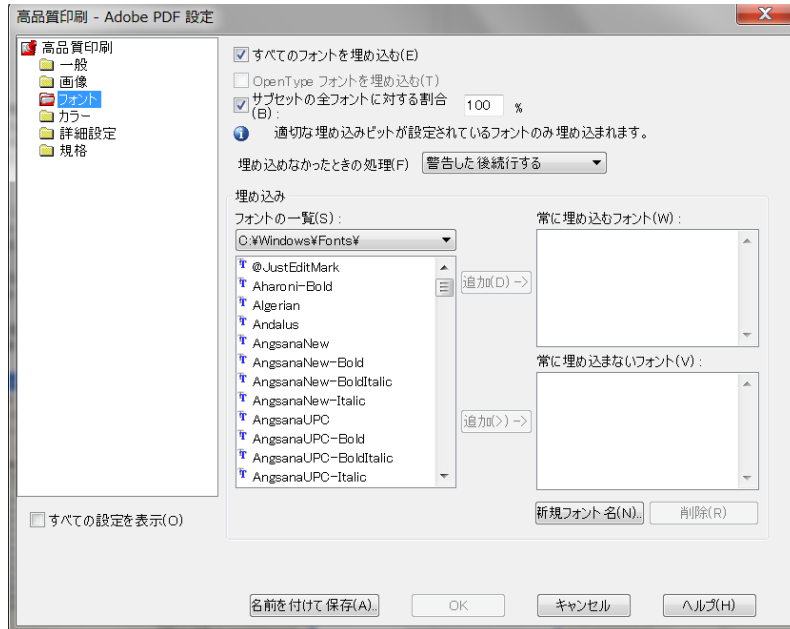 高品質印刷 - Adobe PDF 設定
高品質印刷
一般
画像
フォント
カラー
詳細設定
規格
すべての設定を表示(O)
すべてのフォントを埋め込む(E)
OpenType フォントを埋め込む(T)
サブセットの全フォントに対する割合
(B) :
100 %
適切な埋め込みビットが設定されているフォントのみ埋め込まれます。
埋め込めなかったときの処理(F) 警告した後続行する
埋め込み
フォントの一覧(S) :
C:¥Windows¥Fonts¥
@JustEditMark
Aharoni-Bold
Algerian
Andalus
AngsanaNew
AngsanaNew-Bold
AngsanaNew-BoldItalic
AngsanaNew-Italic
AngsanaUPC
AngsanaUPC-Bold
AngsanaUPC-BoldItalic
AngsanaUPC-Italic
追加(D) ->
追加(>) ->
常に埋め込むフォント(W) :
常に埋め込まないフォント(V) :
新規フォント名(N)..
削除(R)
名前を付けて保存(A)..
OK
キャンセル
ヘルプ(H)